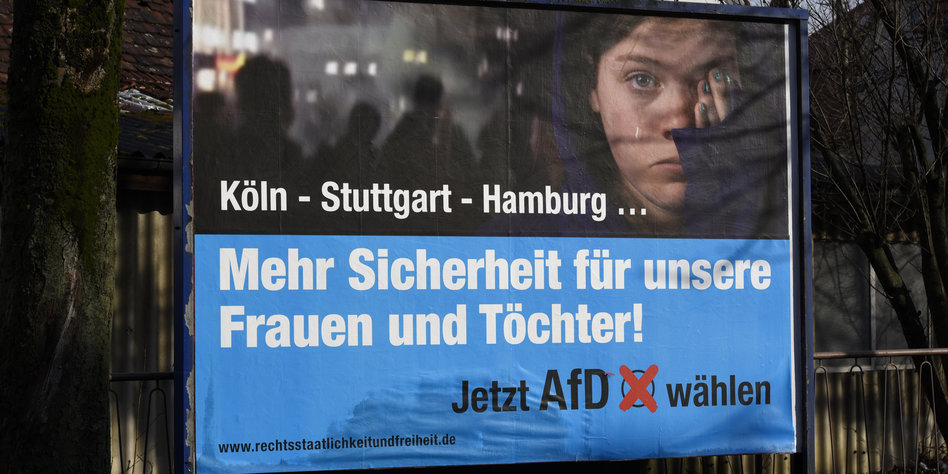 Köln - Stuttgart - Hamburg ...
Mehr Sicherheit für unsere
Frauen und Töchter!
Jetzt AfD wählen
www.rechtsstaatlichkeitundfreiheit.de